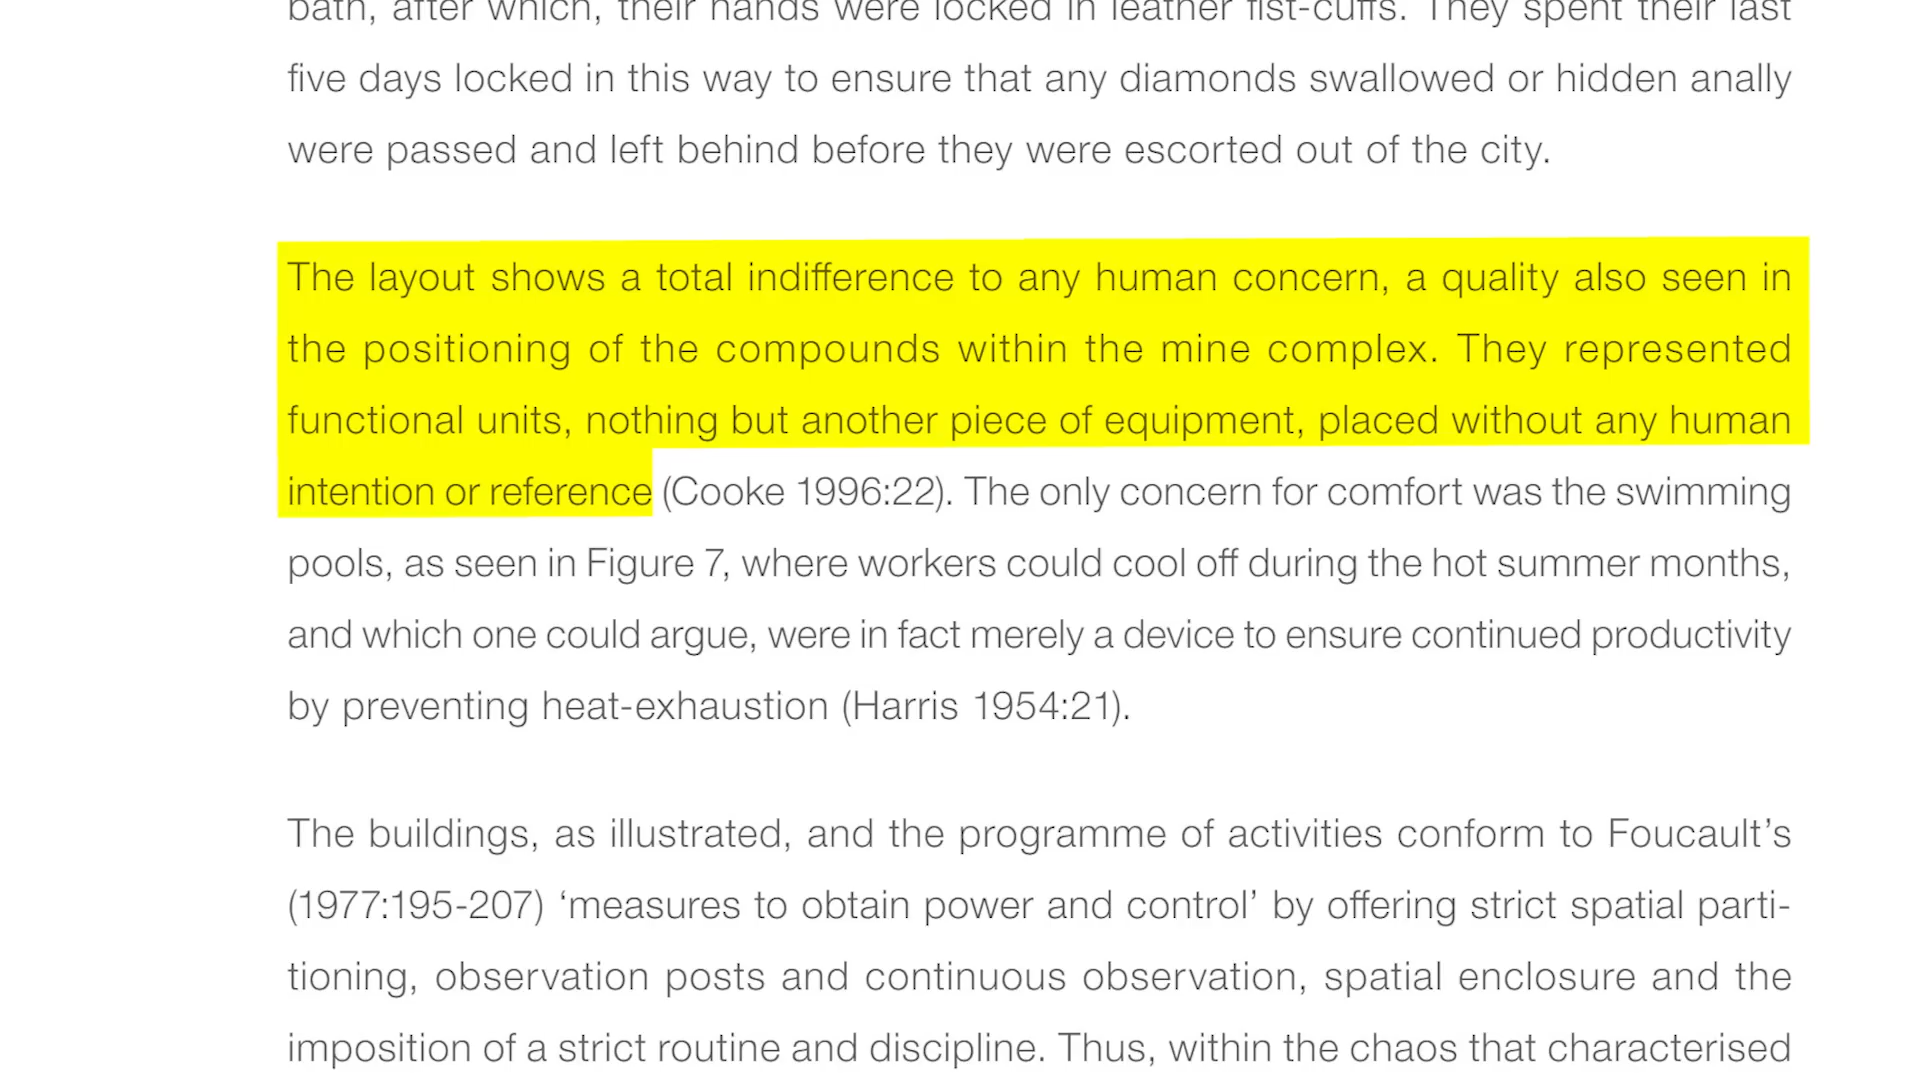 bath, after which, their hands were locked in leather fist-cuffs. They spent their last
five days locked in this way to ensure that any diamonds swallowed or hidden anally
were passed and left behind before they were escorted out of the city.
The layout shows a total indifference to any human concern, a quality also seen in
the positioning of the compounds within the mine complex. They represented
functional units, nothing but another piece of equipment, placed without any human
intention or reference (Cooke 1996:22). The only concern for comfort was the swimming
pools, as seen in Figure 7, where workers could cool off during the hot summer months,
and which one could argue, were in fact merely a device to ensure continued productivity
by preventing heat-exhaustion (Harris 1954:21).
The buildings, as illustrated, and the programme of activities conform to Foucault’s
(1977:195-207) ‘measures to obtain power and control’ by offering strict spatial parti-
tioning, observation posts and continuous observation, spatial enclosure and the
imposition of a strict routine and discipline. Thus, within the chaos that characterised